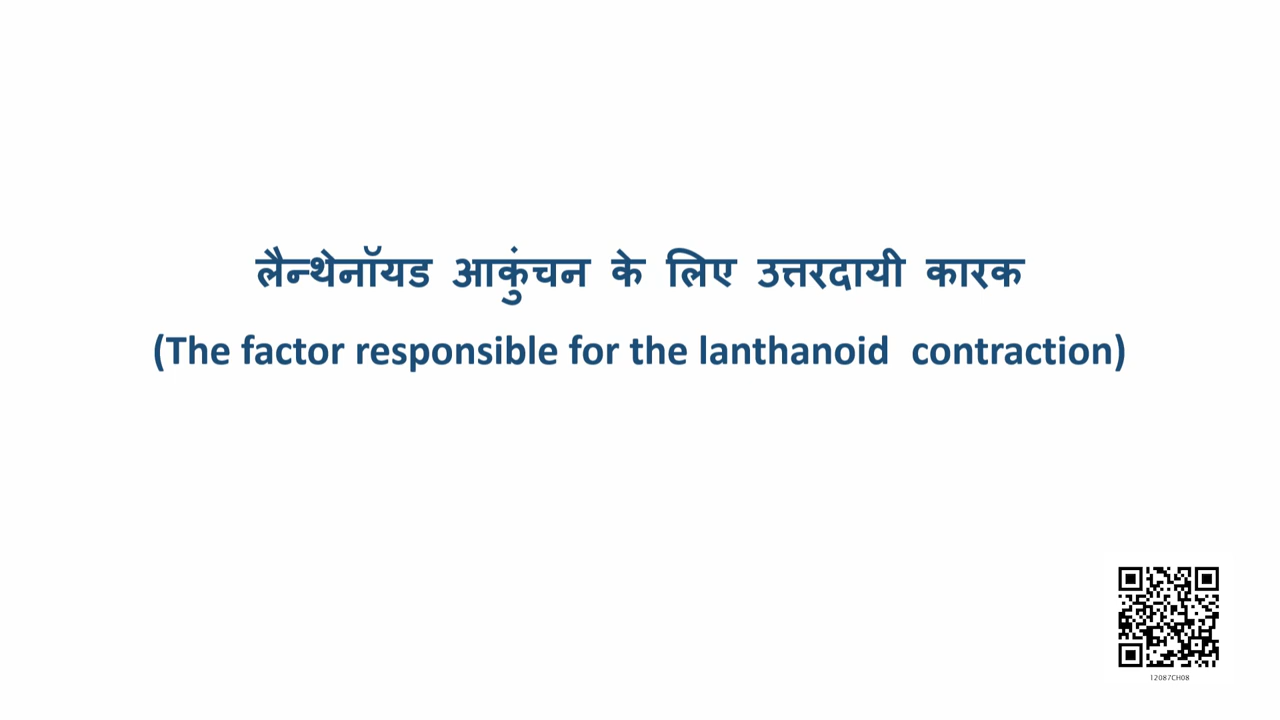 लैन्थेनॉयड आकुंचन के लिए उत्तरदायी कारक
(The factor responsible for the lanthanoid contraction)
12087CH08